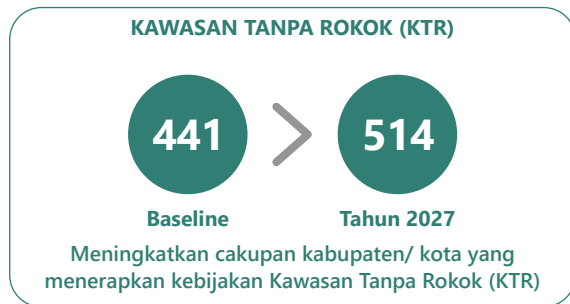 KAWASAN TANPA ROKOK (KTR)
441 > 514
Baseline Tahun 2027
Meningkatkan cakupan kabupaten/ kota yang
menerapkan kebijakan Kawasan Tanpa Rokok (KTR)